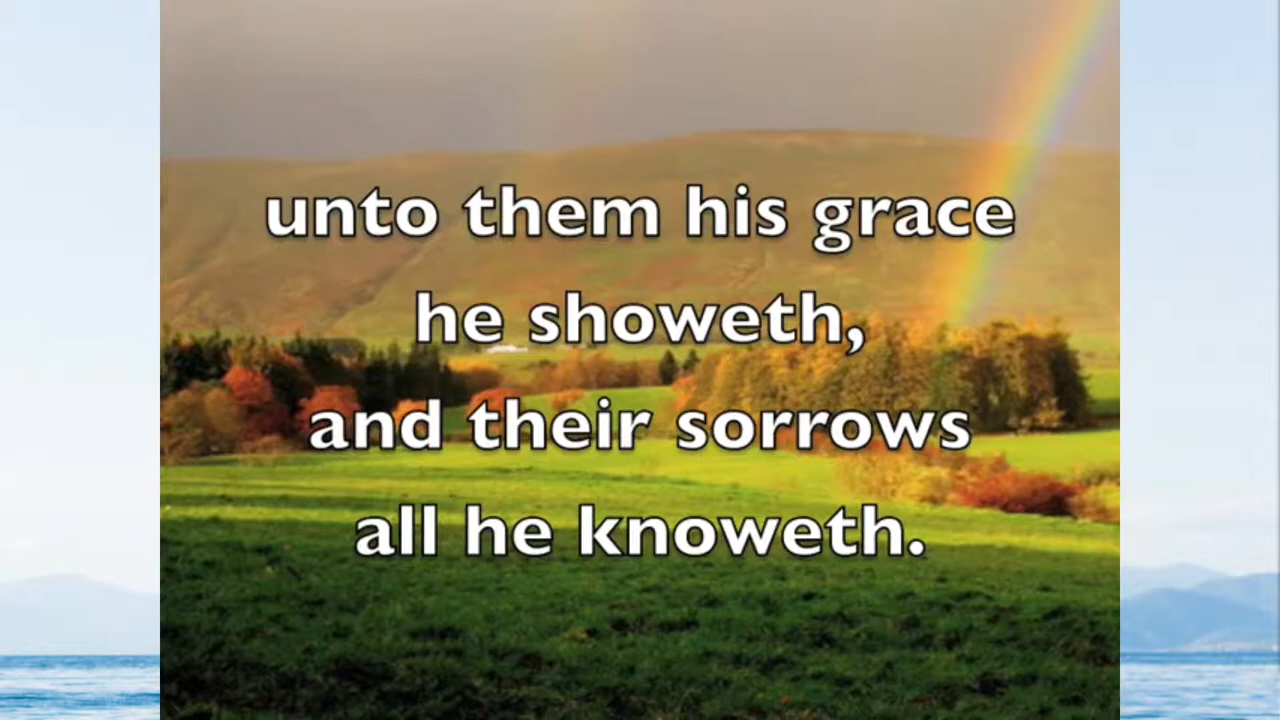 unto them his grace
he showeth,
and their sorrows
all he knoweth.